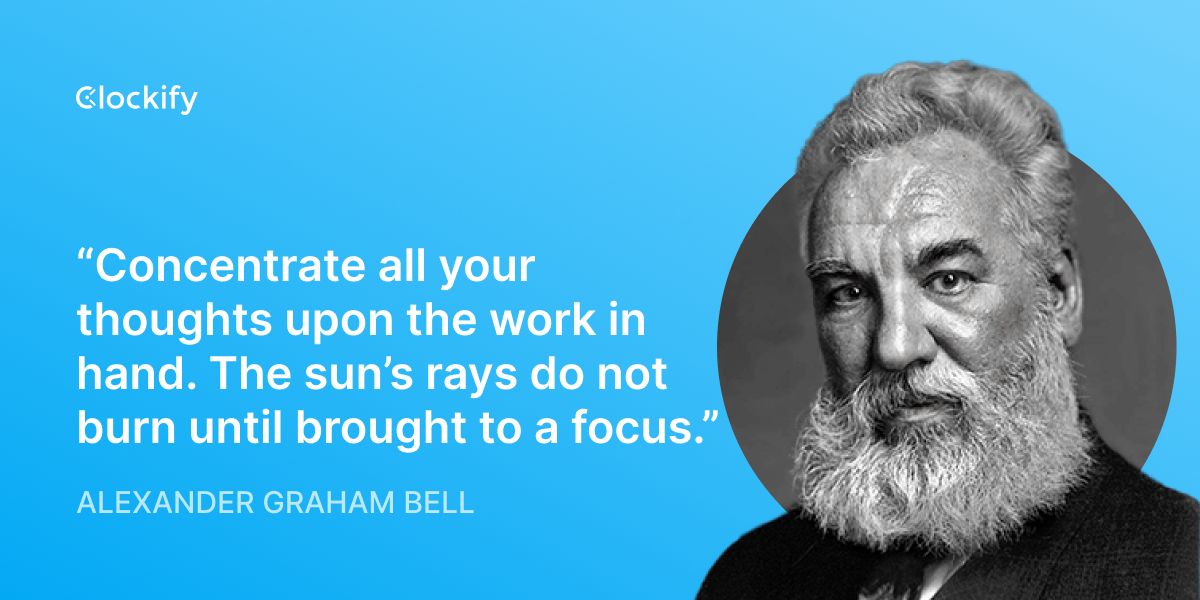 Clockify
“Concentrate all your
thoughts upon the work in
hand. The sun’s rays do not
burn until brought to a focus.”
ALEXANDER GRAHAM BELL